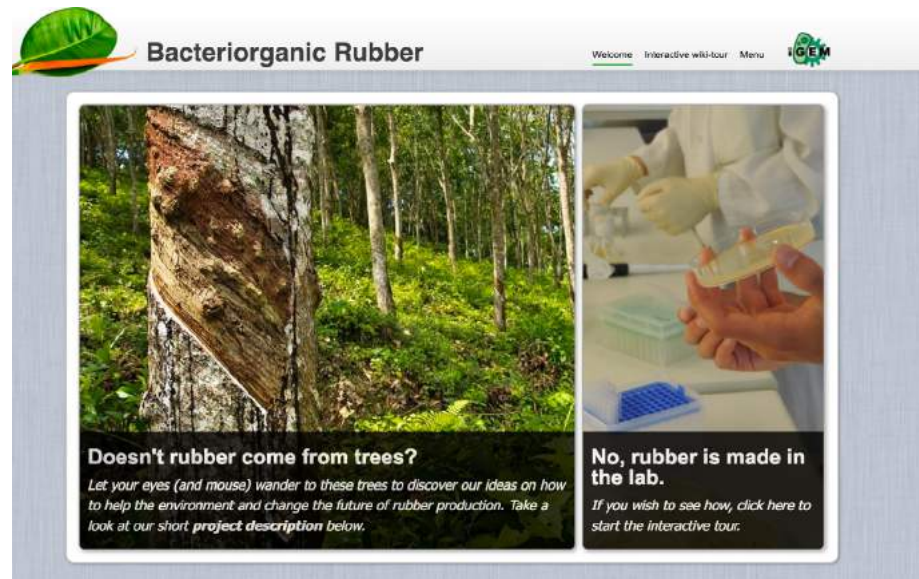 Bacteriorganic Rubber
Welcome Interactive wiki-tour Menu
iGEM
Doesn't rubber come from trees?
Let your eyes (and mouse) wander to these trees to discover our ideas on how
to help the environment and change the future of rubber production. Take a
look at our short project description below.
No, rubber is made in
the lab.
If you wish to see how, click here to
start the interactive tour.